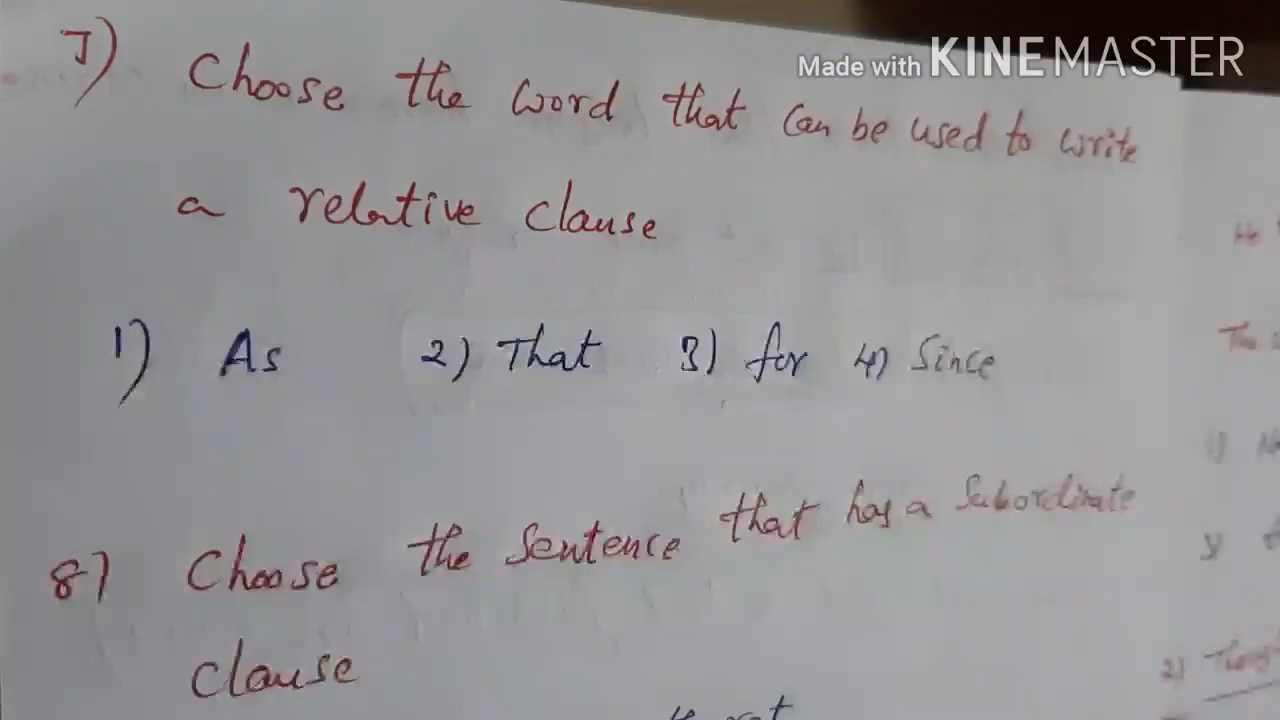 Made with KINEMASTER
7) Choose the word that can be used to write
a relative clause
1) As 2) That 3) for 4) Since
8) Choose the sentence that has a Subordinate
clause